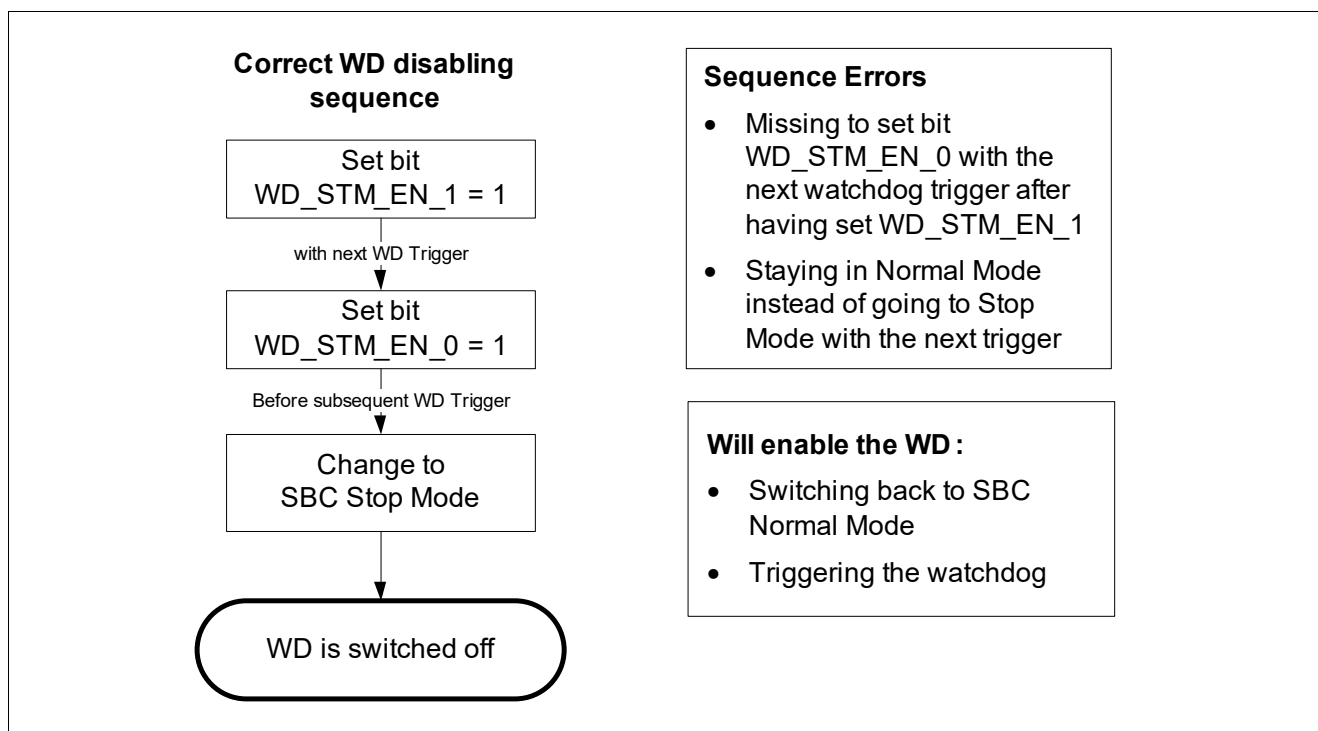 Correct WD disabling
sequence
Set bit
WD_STM_EN_1 = 1
with next WD Trigger
Set bit
WD_STM_EN_0 = 1
Before subsequent WD Trigger
Change to
SBC Stop Mode
WD is switched off
Sequence Errors
• Missing to set bit
WD_STM_EN_0 with the
next watchdog trigger after
having set WD_STM_EN_1
• Staying in Normal Mode
instead of going to Stop
Mode with the next trigger
Will enable the WD :
• Switching back to SBC
Normal Mode
• Triggering the watchdog